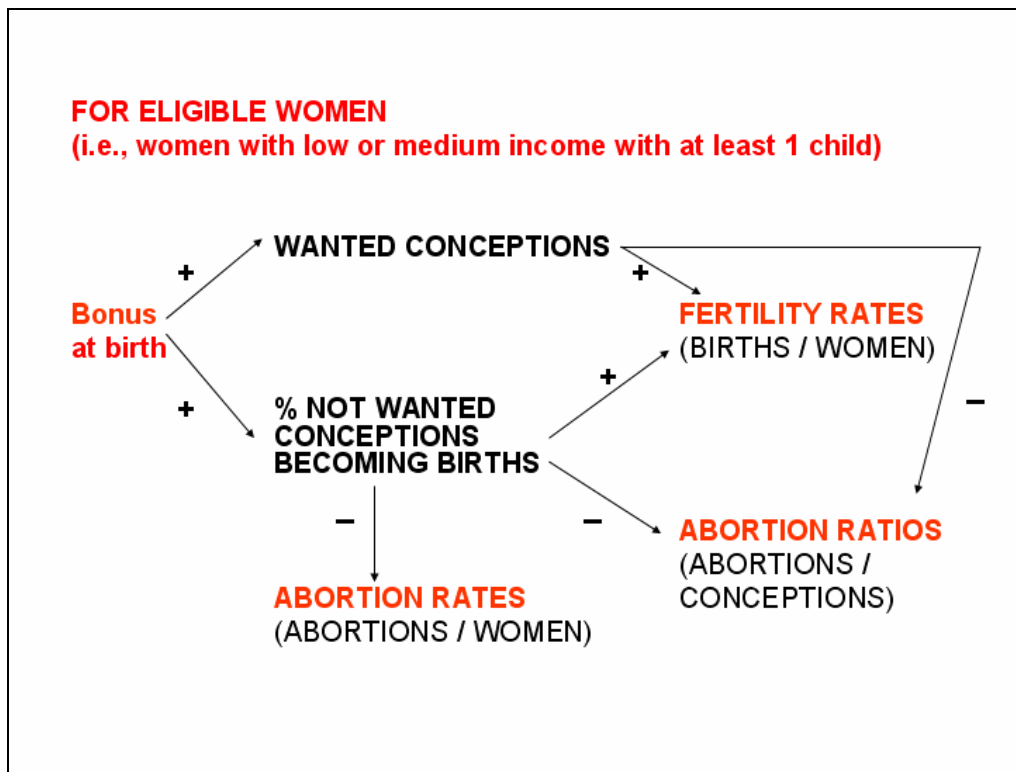 FOR ELIGIBLE WOMEN
(i.e., women with low or medium income with at least 1 child)
WANTED CONCEPTIONS
+
+
Bonus
at birth
FERTILITY RATES
(BIRTHS / WOMEN)
+
+
% NOT WANTED
CONCEPTIONS
BECOMING BIRTHS
–
–
–
ABORTION RATIOS
(ABORTIONS /
CONCEPTIONS)
ABORTION RATES
(ABORTIONS / WOMEN)